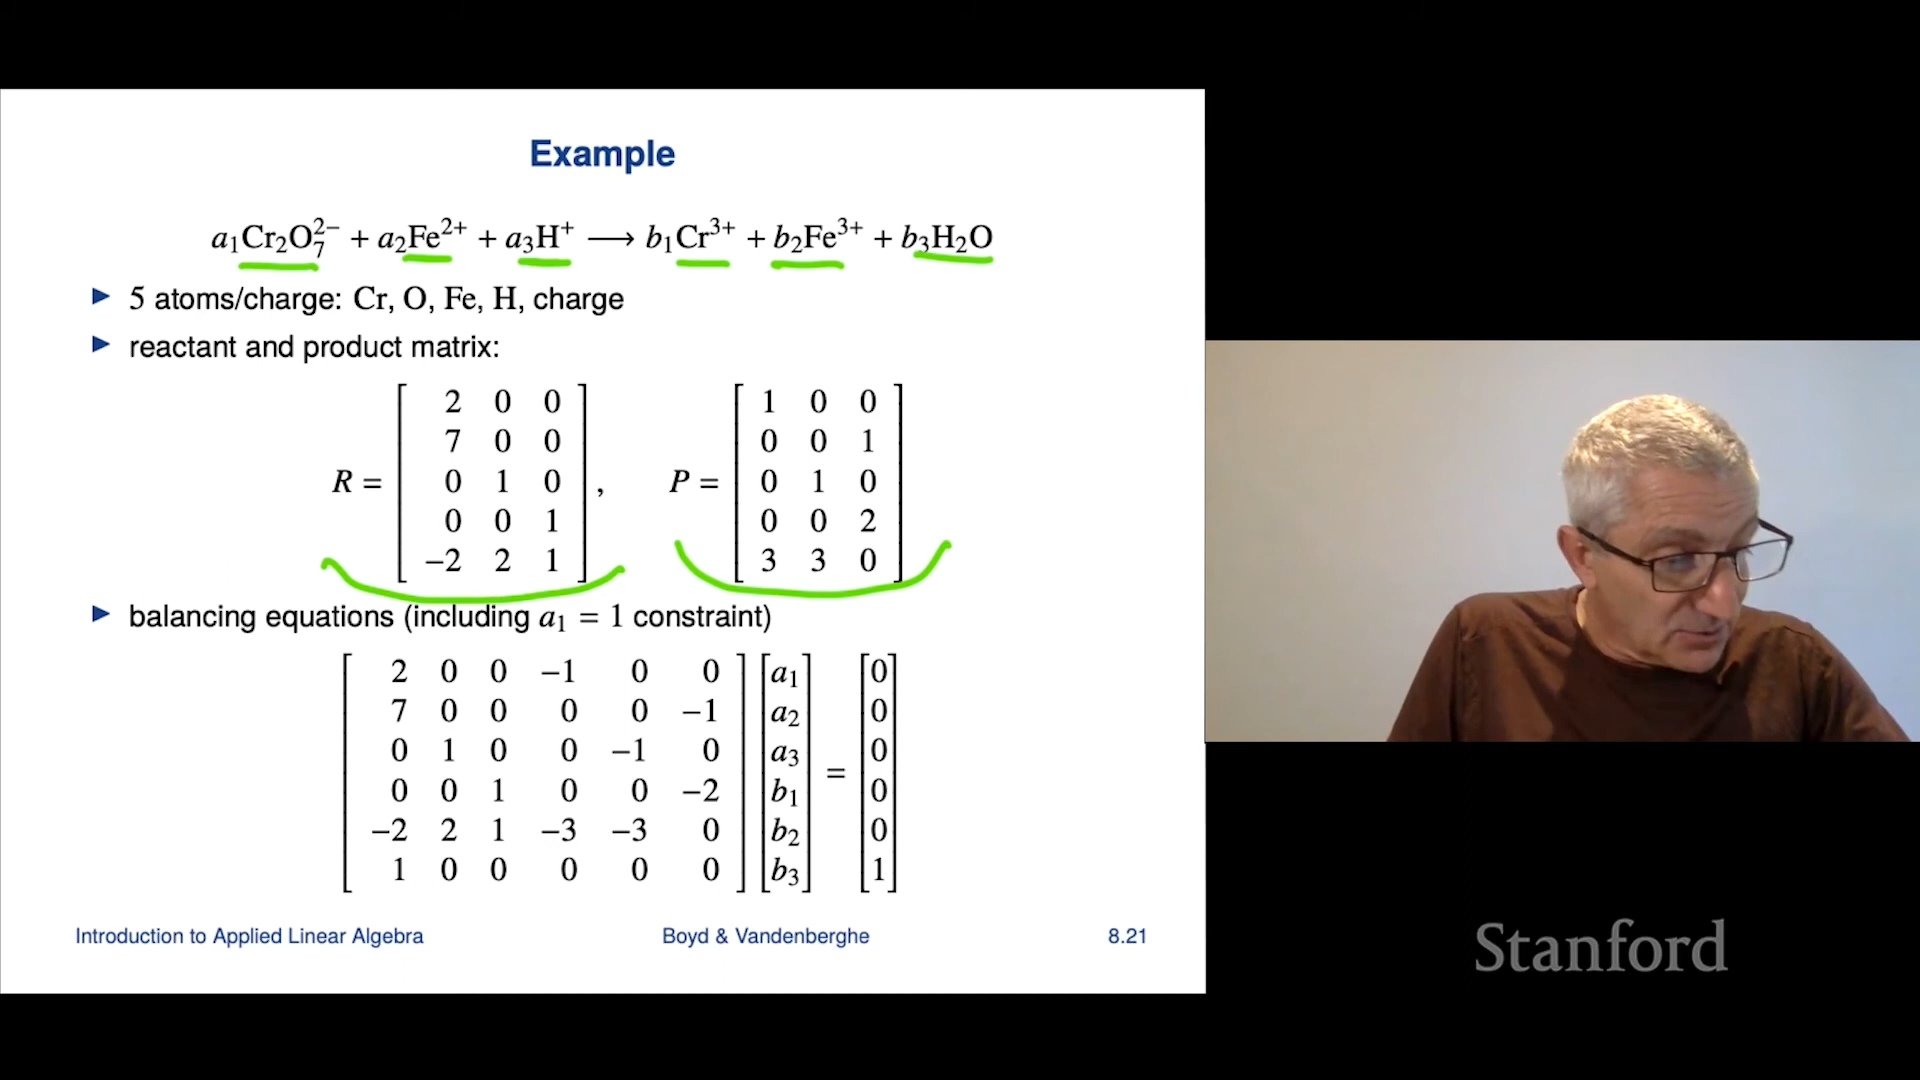 Example
a₁Cr₂O₇²⁻ + a₂Fe²⁺ + a₃H⁺ ⟶ b₁Cr³⁺ + b₂Fe³⁺ + b₃H₂O
▶ 5 atoms/charge: Cr, O, Fe, H, charge
▶ reactant and product matrix:
R = [ 2 0 0 ; 7 0 0 ; 0 1 0 ; 0 0 1 ; −2 2 1 ], P = [ 1 0 0 ; 0 0 1 ; 0 1 0 ; 0 0 2 ; 3 3 0 ]
▶ balancing equations (including a₁ = 1 constraint)
2 0 0 −1 0 0 a₁ 0
7 0 0 0 0 −1 a₂ 0
0 1 0 0 −1 0 a₃ 0
0 0 1 0 0 −2 b₁ = 0
−2 2 1 −3 −3 0 b₂ 0
1 0 0 0 0 0 b₃ 1
Introduction to Applied Linear Algebra Boyd & Vandenberghe 8.21
Stanford